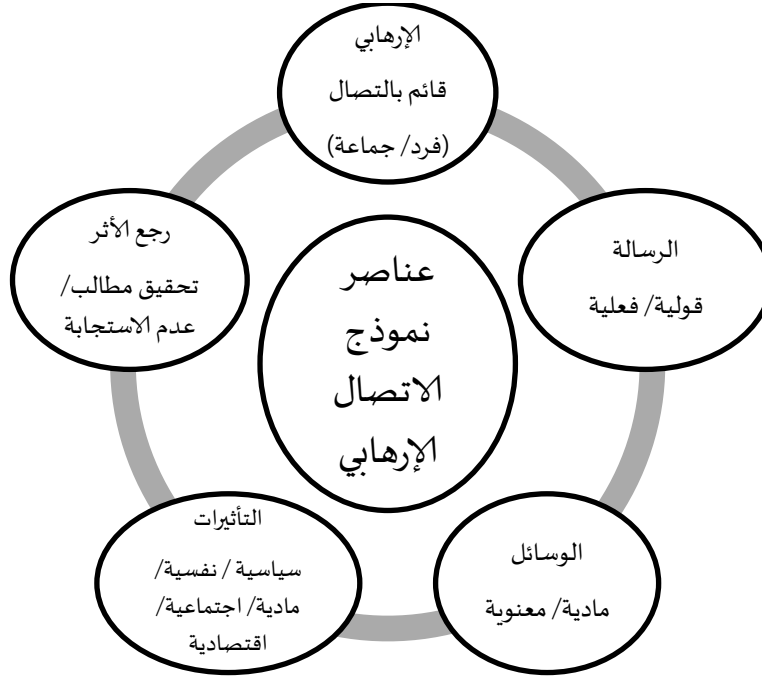 الإرهابي
قائم بالتصال
(فرد/ جماعة)
الرسالة
قولية/ فعلية
الوسائل
مادية/ معنوية
التأثيرات
سياسية / نفسية/
مادية/ اجتماعية/
اقتصادية
رجع الأثر
تحقيق مطالب/
عدم الاستجابة
عناصر
نموذج
الاتصال
الإرهابي